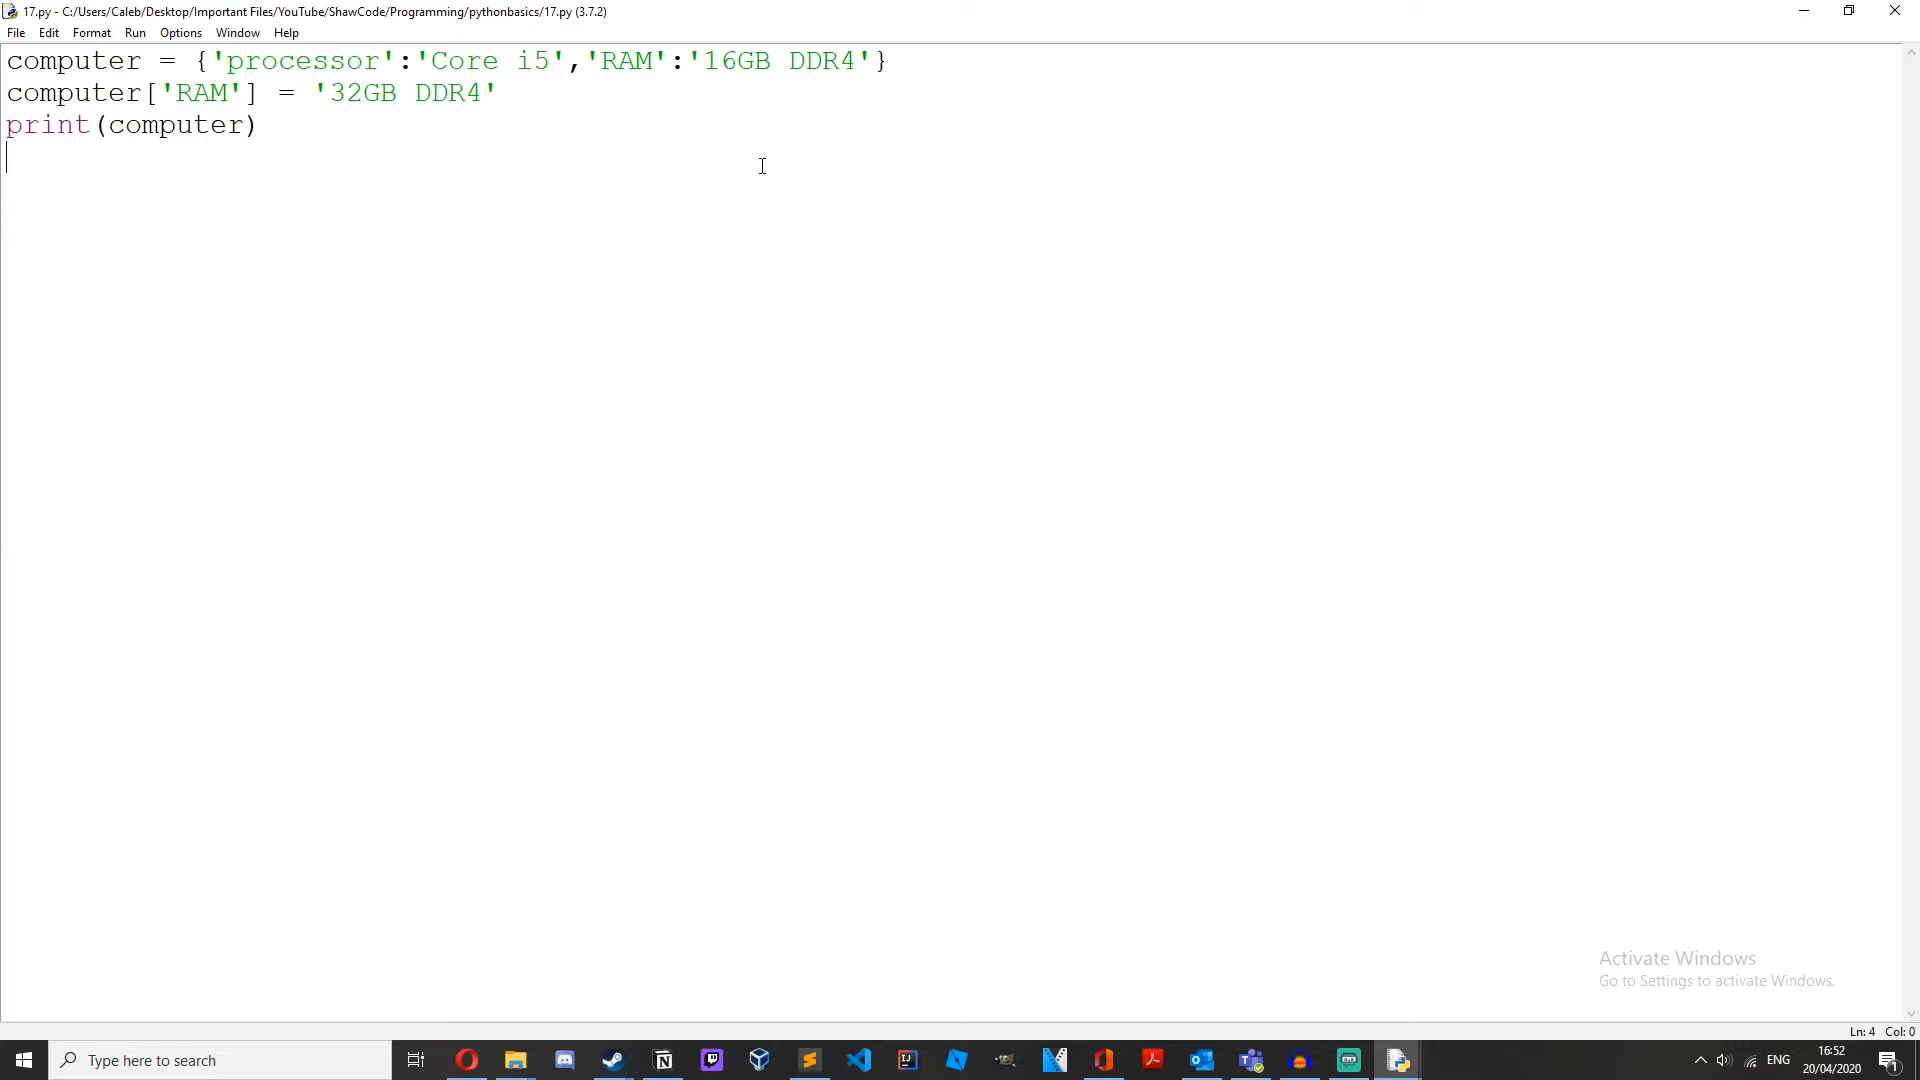 17.py - C:/Users/Caleb/Desktop/Important Files/YouTube/ShawCode/Programming/pythonbasics/17.py (3.7.2)
File Edit Format Run Options Window Help
computer = {'processor':'Core i5','RAM':'16GB DDR4'}
computer['RAM'] = '32GB DDR4'
print(computer)
Activate Windows
Go to Settings to activate Windows.
Ln: 4 Col: 0
Type here to search
ENG
16:52
20/04/2020
1